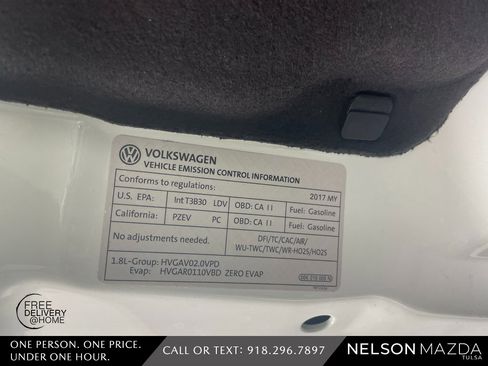 VOLKSWAGEN
VEHICLE EMISSION CONTROL INFORMATION
Conforms to regulations: 2017 MY
U.S. EPA: Int T3B30 LDV OBD: CA II Fuel: Gasoline
California: PZEV PC OBD: CA II Fuel: Gasoline
No adjustments needed.
DFI/TC/CAC/AIR/
WU-TWC/TWC/WR-HO2S/HO2S
1.8L-Group: HVGAV02.0VPD
Evap: HVGAR0110VBD ZERO EVAP
FREE
DELIVERY
@HOME
ONE PERSON. ONE PRICE.
UNDER ONE HOUR.
CALL OR TEXT: 918.296.7897
NELSON MAZDA
TULSA